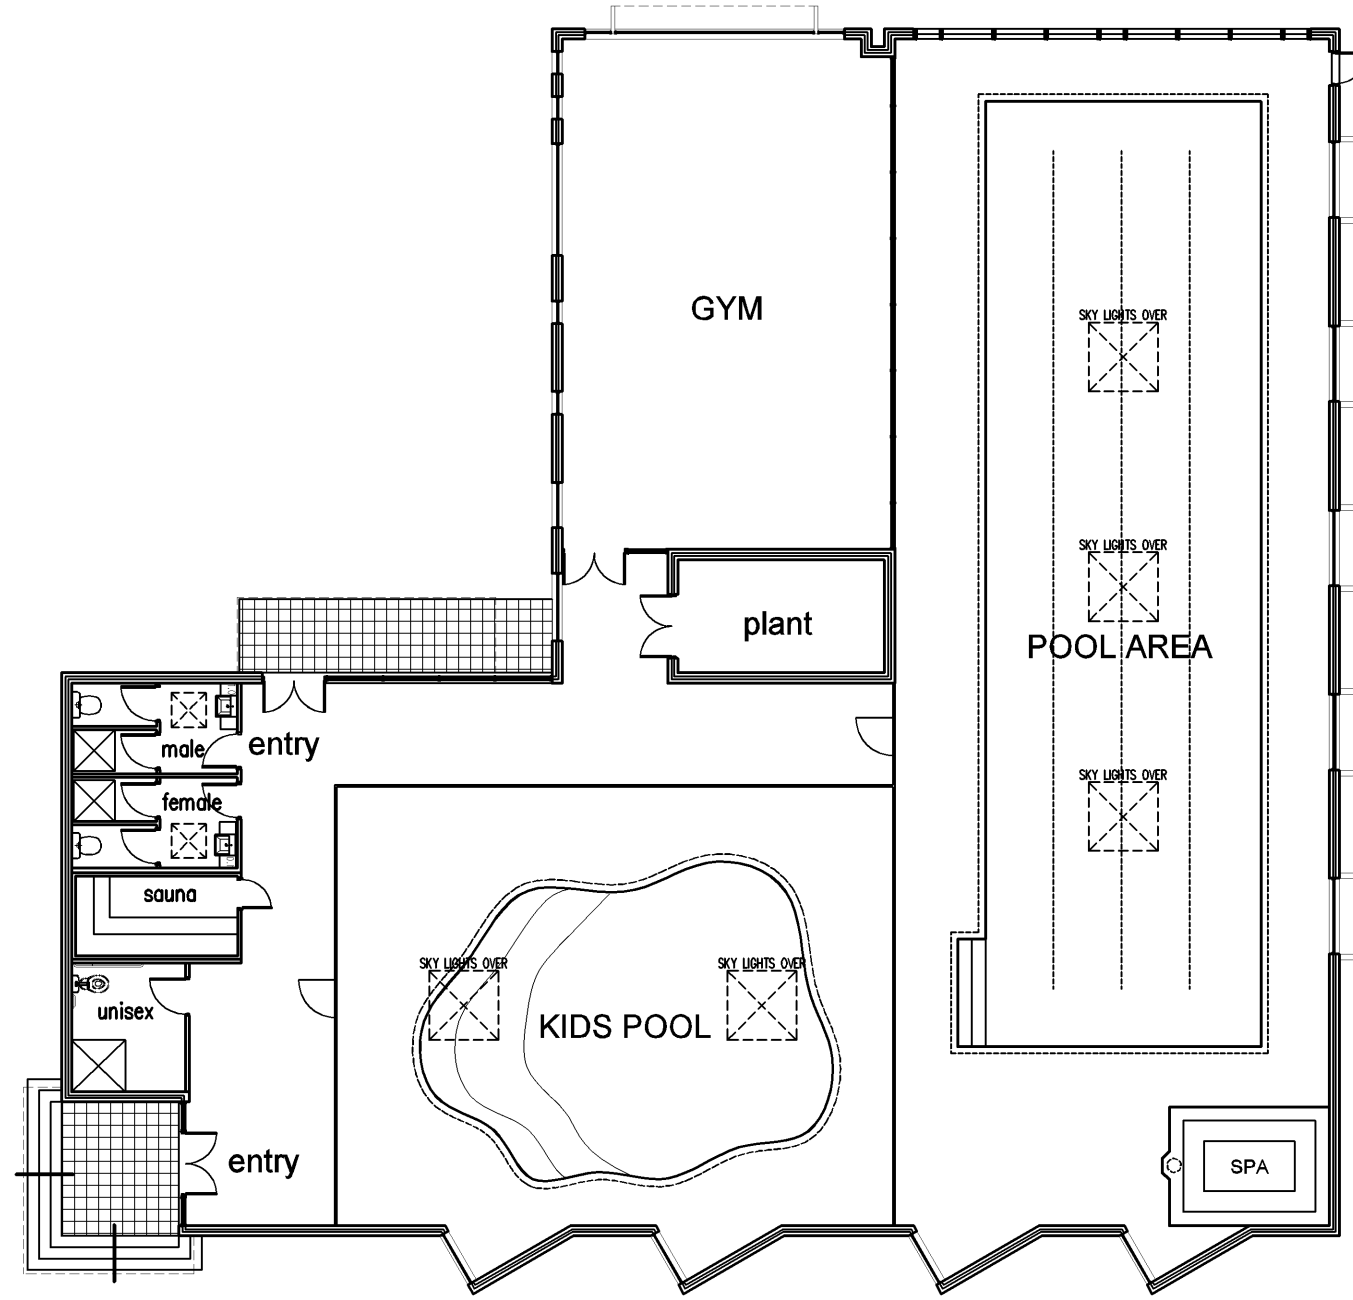 GYM
SKY LIGHTS OVER
SKY LIGHTS OVER
plant
POOL AREA
male
entry
SKY LIGHTS OVER
female
sauna
SKY LIGHTS OVER
SKY LIGHTS OVER
unisex
KIDS POOL
entry
SPA